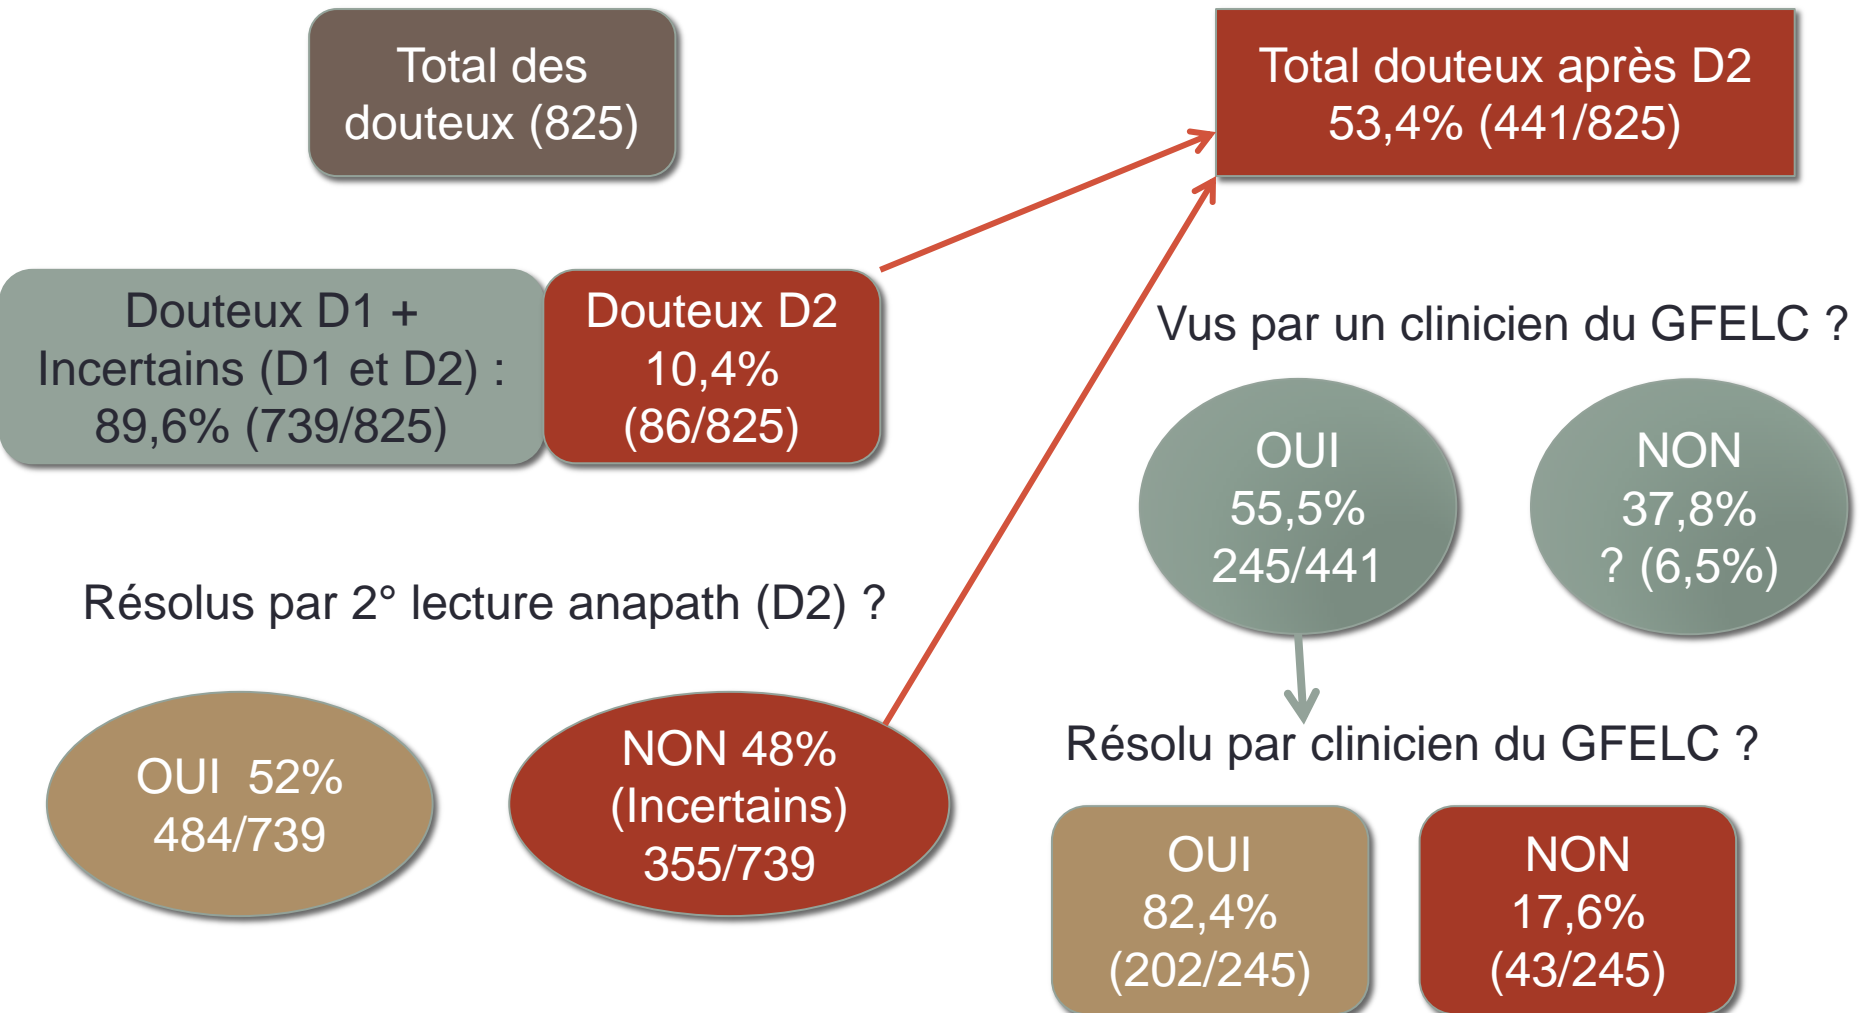 Total des
douteux (825)
Total douteux après D2
53,4% (441/825)
Douteux D1 +
Incertains (D1 et D2) :
89,6% (739/825)
Douteux D2
10,4%
(86/825)
Vus par un clinicien du GFELC ?
OUI
55,5%
245/441
NON
37,8%
? (6,5%)
Résolus par 2° lecture anapath (D2) ?
OUI  52%
484/739
NON 48%
(Incertains)
355/739
Résolu par clinicien du GFELC ?
OUI
82,4%
(202/245)
NON
17,6%
(43/245)